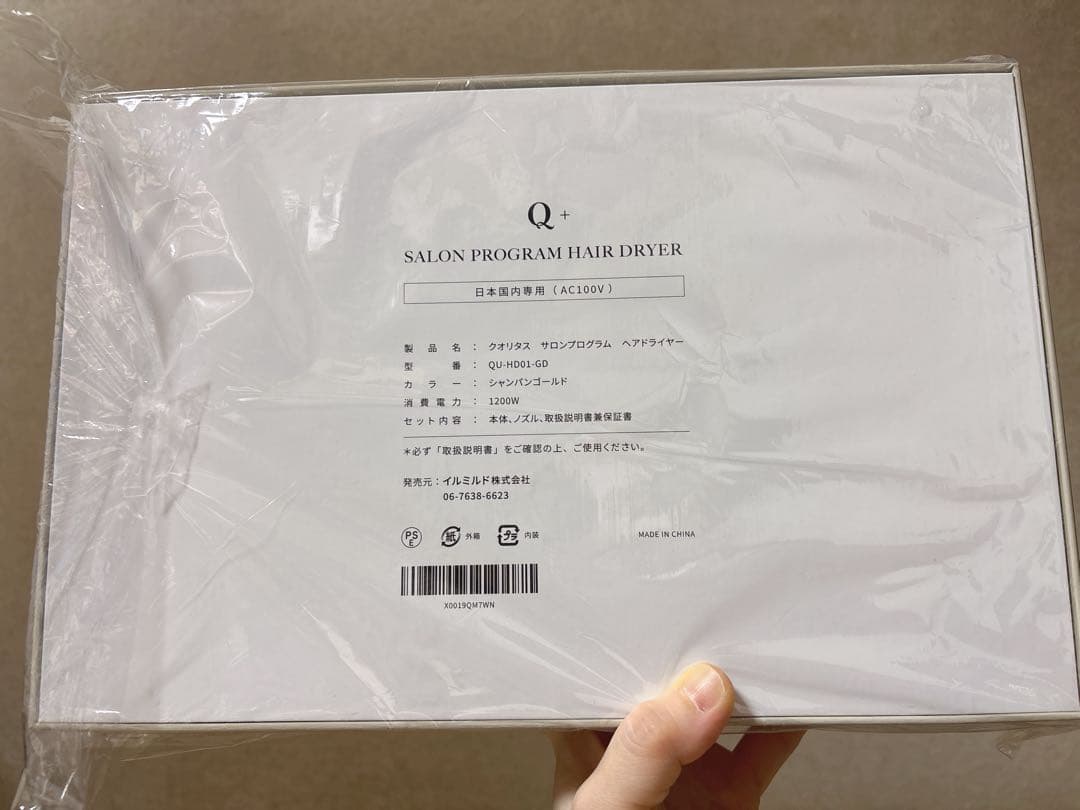 Q+
SALON PROGRAM HAIR DRYER
日本国内専用（AC100V）
製品名：クオリタス サロンプログラム ヘアドライヤー
型番：QU-HD01-GD
カラー：シャンパンゴールド
消費電力：1200W
セット内容：本体、ノズル、取扱説明書兼保証書
＊必ず「取扱説明書」をご確認の上、ご使用ください。
発売元：イルミルド株式会社
06-7638-6623
PSE 紙 外箱 プラ 内装 MADE IN CHINA
X0019QM7WN